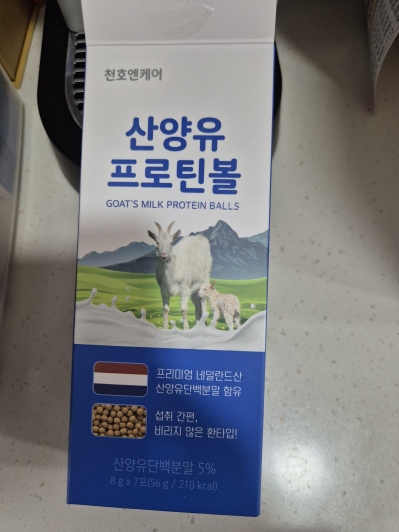 천호엔케어
산양유
프로틴볼
GOAT'S MILK PROTEIN BALLS
프리미엄 네덜란드산
산양유단백분말 함유
섭취 간편,
비리지 않은 환타입!
산양유단백분말 5%
8 g x 7포(56 g / 210 kcal)